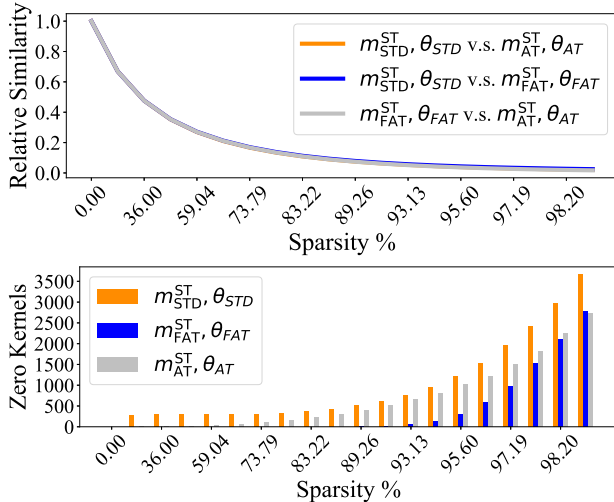 Relative Similarity
1.0
0.8
0.6
0.4
0.2
0.0
m^ST_STD, θ_STD v.s. m^ST_AT, θ_AT
m^ST_STD, θ_STD v.s. m^ST_FAT, θ_FAT
m^ST_FAT, θ_FAT v.s. m^ST_AT, θ_AT
0.00 36.00 59.04 73.79 83.22 89.26 93.13 95.60 97.19 98.20
Sparsity %
Zero Kernels
3500
3000
2500
2000
1500
1000
500
0
m^ST_STD, θ_STD
m^ST_FAT, θ_FAT
m^ST_AT, θ_AT
0.00 36.00 59.04 73.79 83.22 89.26 93.13 95.60 97.19 98.20
Sparsity %